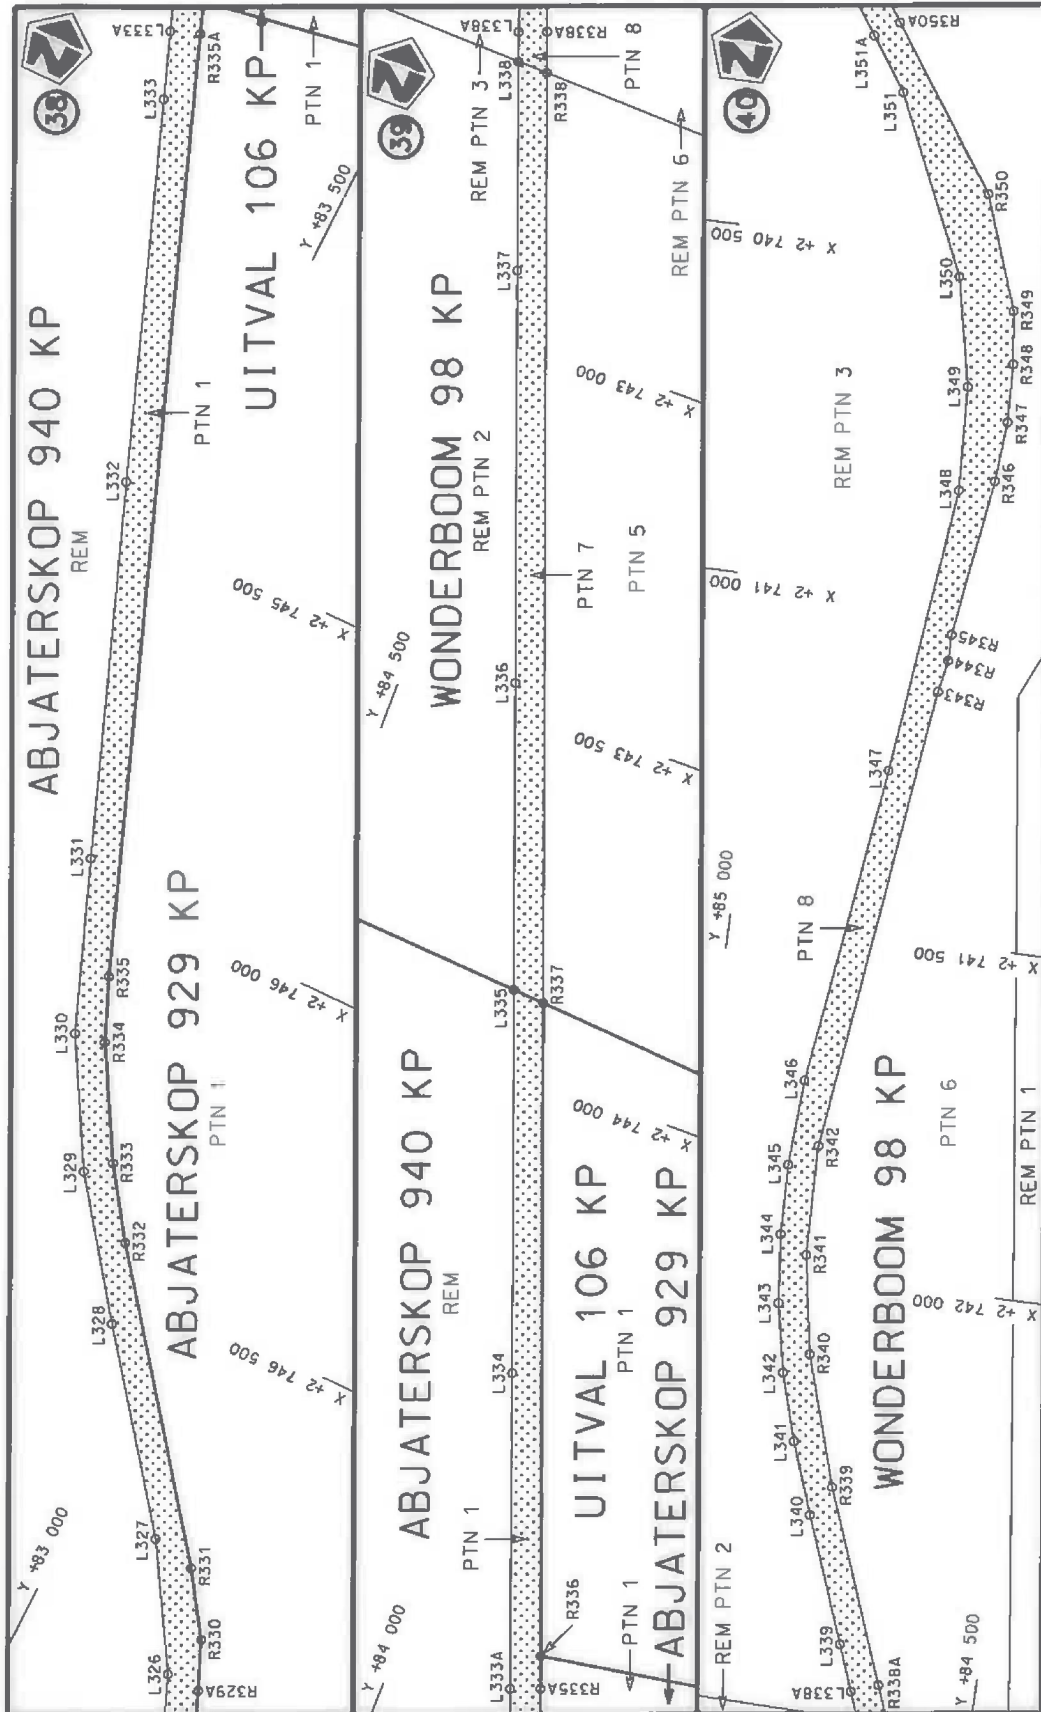 38
N
Y +83 000
ABJATERSKOP 940 KP
REM
L326
L327
L328
L329
L330
L331
L332
L333
L333A
R329A
R330
R331
R332
R333
R334
R335
R335A
PTN 1
ABJATERSKOP 929 KP
PTN 1
UITVAL 106 KP
PTN 1
X +2 746 500
X +2 746 000
X +2 745 500
Y +83 500
39
N
Y +84 000
Y +84 500
ABJATERSKOP 940 KP
REM
PTN 1
WONDERBOOM 98 KP
REM PTN 2
REM PTN 3
L333A
L334
L335
L336
L337
L338
L338A
R335A
R336
R337
R338
R338A
PTN 7
PTN 5
PTN 8
REM PTN 6
UITVAL 106 KP
PTN 1
PTN 1
ABJATERSKOP 929 KP
X +2 744 000
X +2 743 500
X +2 743 000
40
N
REM PTN 2
Y +85 000
X +2 741 000
X +2 740 500
REM PTN 3
PTN 8
L338A
L339
L340
L341
L342
L343
L344
L345
L346
L347
L348
L349
L350
L351
L351A
R338A
R339
R340
R341
R342
R343
R344
R345
R346
R347
R348
R349
R350
R350A
WONDERBOOM 98 KP
PTN 6
Y +84 500
X +2 742 000
X +2 741 500
REM PTN 1